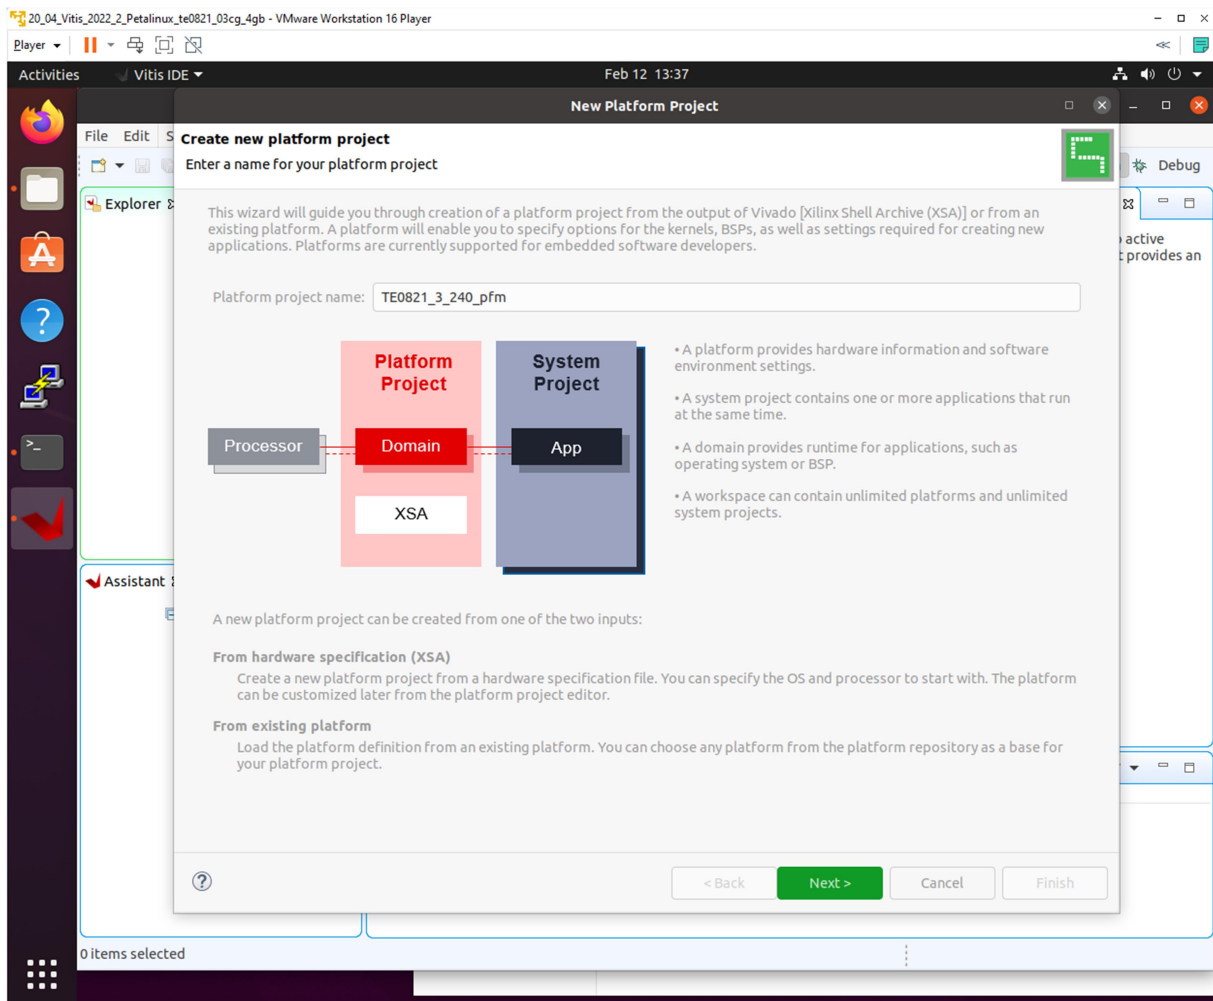 20_04_Vitis_2022_2_Petalinux_te0821_03cg_4gb - VMware Workstation 16 Player
Player
Activities
Vitis IDE
Feb 12 13:37
New Platform Project
File Edit S
Create new platform project
Enter a name for your platform project
Debug
Explorer
This wizard will guide you through creation of a platform project from the output of Vivado [Xilinx Shell Archive (XSA)] or from an
existing platform. A platform will enable you to specify options for the kernels, BSPs, as well as settings required for creating new
applications. Platforms are currently supported for embedded software developers.
active
t provides an
Platform project name: TE0821_3_240_pfm
Platform
Project
System
Project
Processor
Domain
App
XSA
• A platform provides hardware information and software
environment settings.
• A system project contains one or more applications that run
at the same time.
• A domain provides runtime for applications, such as
operating system or BSP.
• A workspace can contain unlimited platforms and unlimited
system projects.
Assistant
A new platform project can be created from one of the two inputs:
From hardware specification (XSA)
Create a new platform project from a hardware specification file. You can specify the OS and processor to start with. The platform
can be customized later from the platform project editor.
From existing platform
Load the platform definition from an existing platform. You can choose any platform from the platform repository as a base for
your platform project.
< Back
Next >
Cancel
Finish
0 items selected